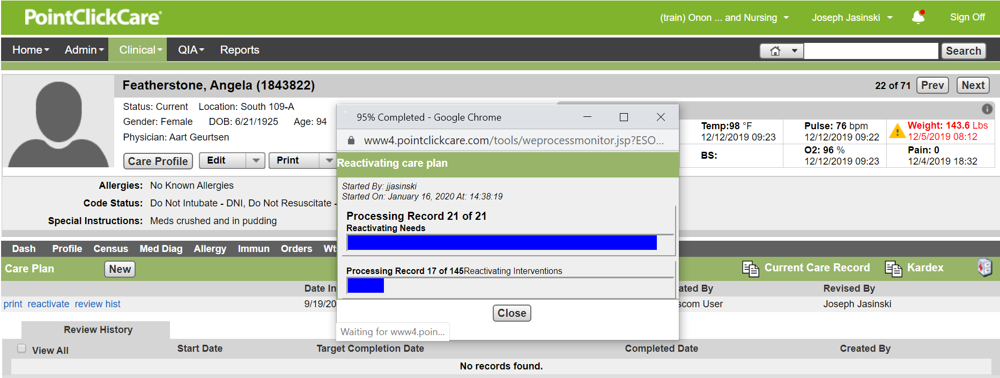 PointClickCare®
(train) Onon ... and Nursing
Joseph Jasinski
Sign Off
Home
Admin
Clinical
QIA
Reports
Search
Featherstone, Angela (1843822)
22 of 71
Prev
Next
Status: Current Location: South 109-A
Gender: Female DOB: 6/21/1925 Age: 94
Physician: Aart Geurtsen
Care Profile
Edit
Print
Temp:98 °F
12/12/2019 09:23
Pulse: 76 bpm
12/12/2019 09:22
Weight: 143.6 Lbs
12/5/2019 08:12
BS:
O2: 96 %
12/12/2019 09:23
Pain: 0
12/4/2019 18:32
Allergies: No Known Allergies
Code Status: Do Not Intubate - DNI, Do Not Resuscitate -
Special Instructions: Meds crushed and in pudding
95% Completed - Google Chrome
www4.pointclickcare.com/tools/weprocessmonitor.jsp?ESO...
Reactivating care plan
Started By: jjasinski
Started On: January 16, 2020 At: 14:38:19
Processing Record 21 of 21
Reactivating Needs
Processing Record 17 of 145Reactivating Interventions
Close
Waiting for www4.poin...
Dash Profile Census Med Diag Allergy Immun Orders Wt
Care Plan
New
Current Care Record
Kardex
Date In
ated By
Revised By
print reactivate review hist
9/19/20
scom User
Joseph Jasinski
Review History
View All
Start Date
Target Completion Date
Completed Date
Created By
No records found.